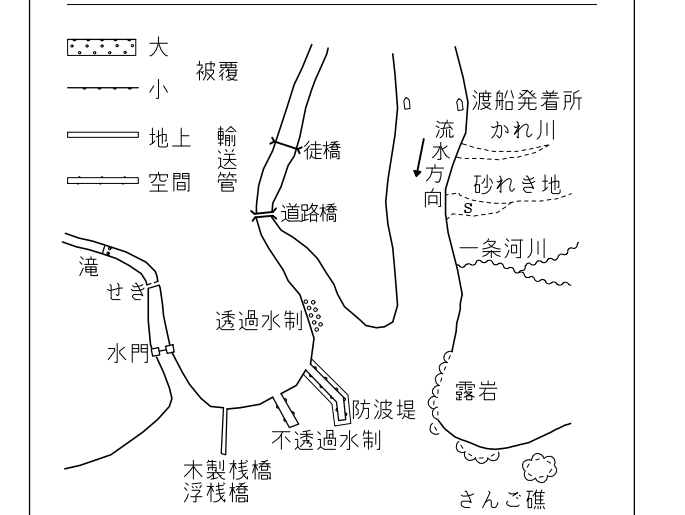 大
小
被覆
地上
空間
輸送管
渡船発着所
流水方向
かれ川
徒橋
砂れき地
s
道路橋
一条河川
滝
せき
透過水制
水門
露岩
防波堤
不透過水制
木製桟橋
浮桟橋
さんご礁